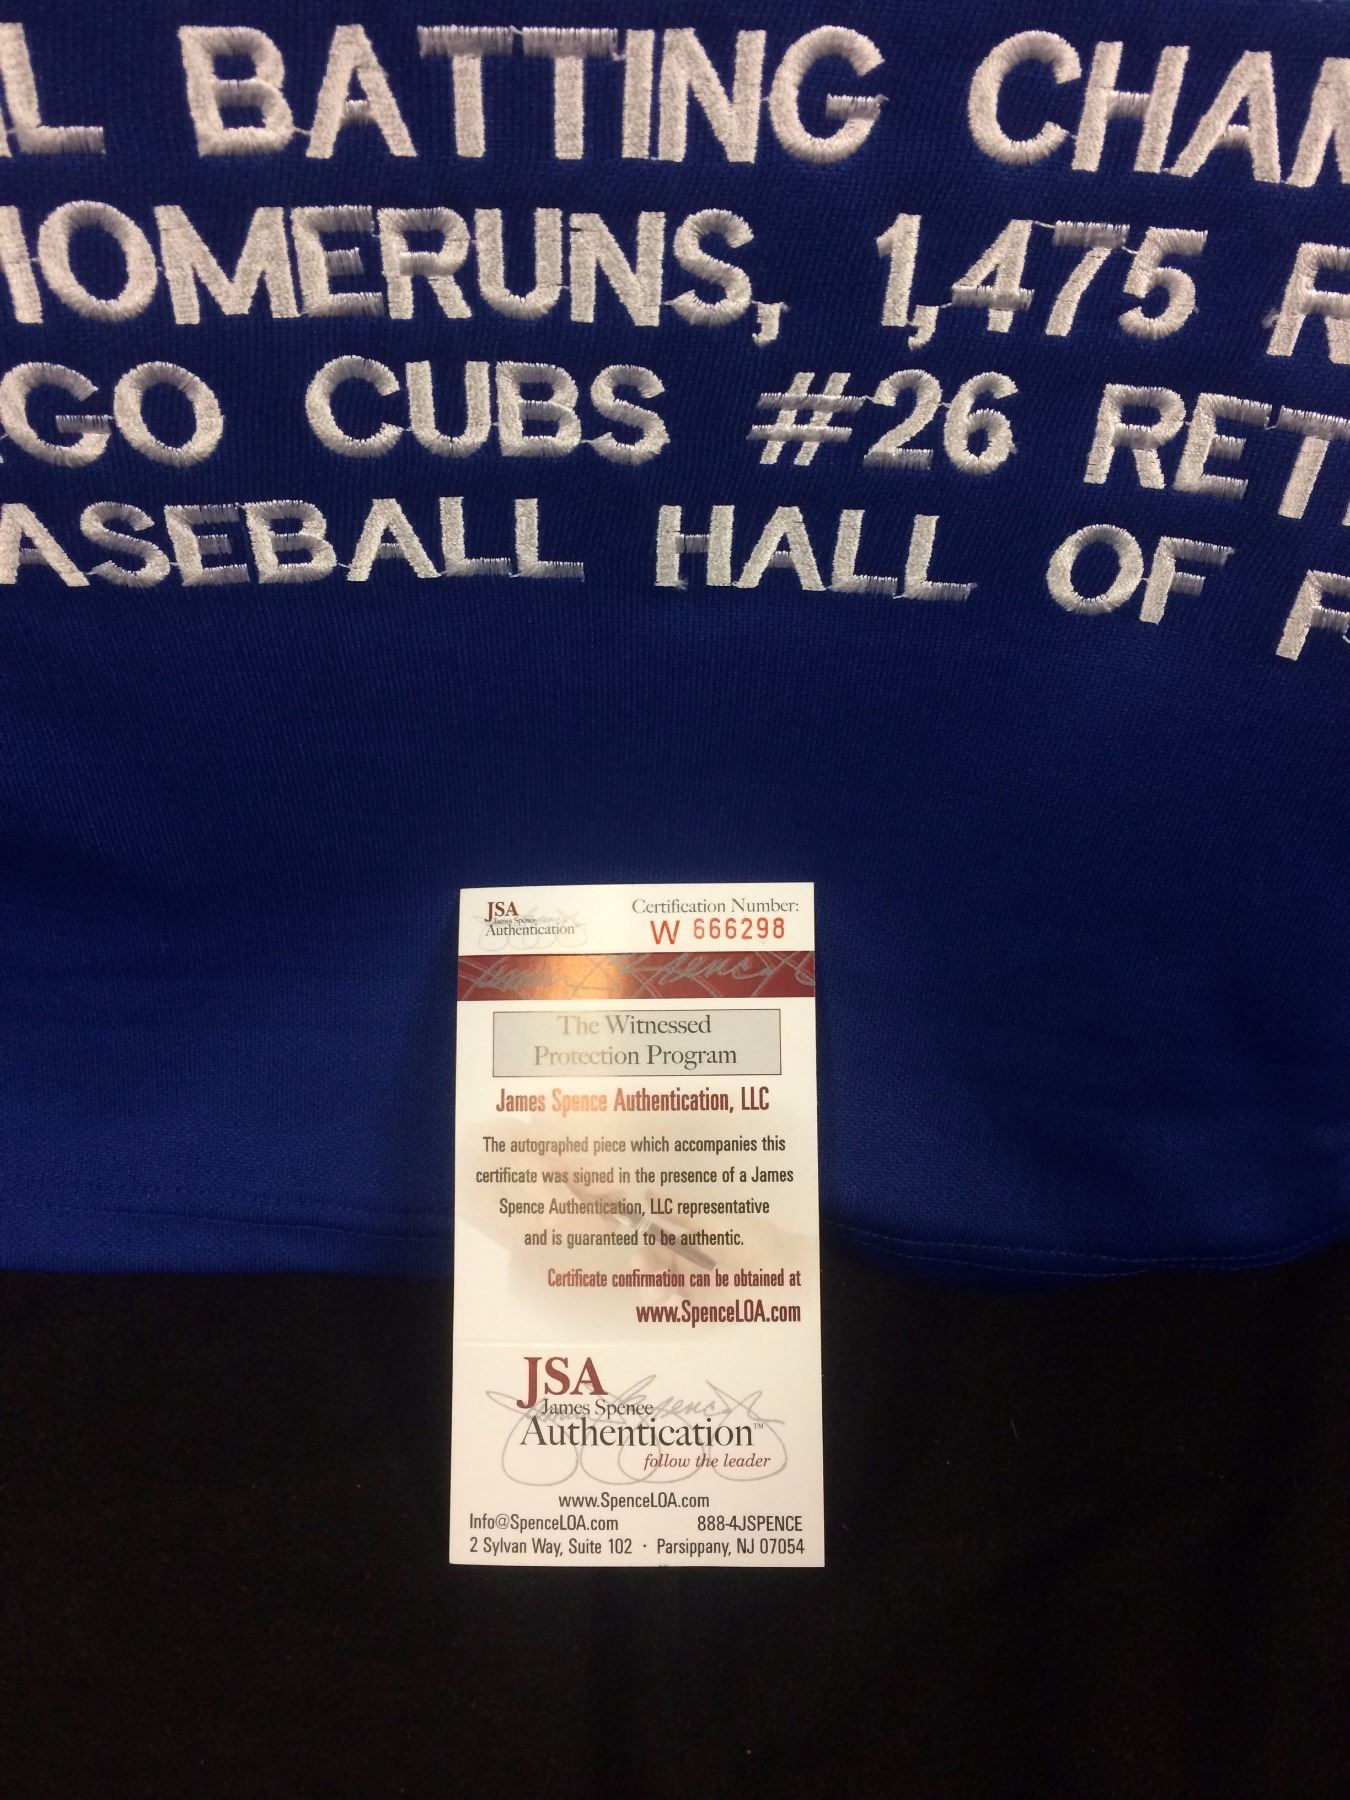 L BATTING CHAM
HOMERUNS, 1,475 R
GO CUBS #26 RET
ASEBALL HALL OF F
JSA
James Spence
Authentication
Certification Number:
W 666298
The Witnessed
Protection Program
James Spence Authentication, LLC
The autographed piece which accompanies this
certificate was signed in the presence of a James
Spence Authentication, LLC representative
and is guaranteed to be authentic.
Certificate confirmation can be obtained at
www.SpenceLOA.com
JSA
James Spence
Authentication™
follow the leader
www.SpenceLOA.com
Info@SpenceLOA.com 888-4JSPENCE
2 Sylvan Way, Suite 102 · Parsippany, NJ 07054